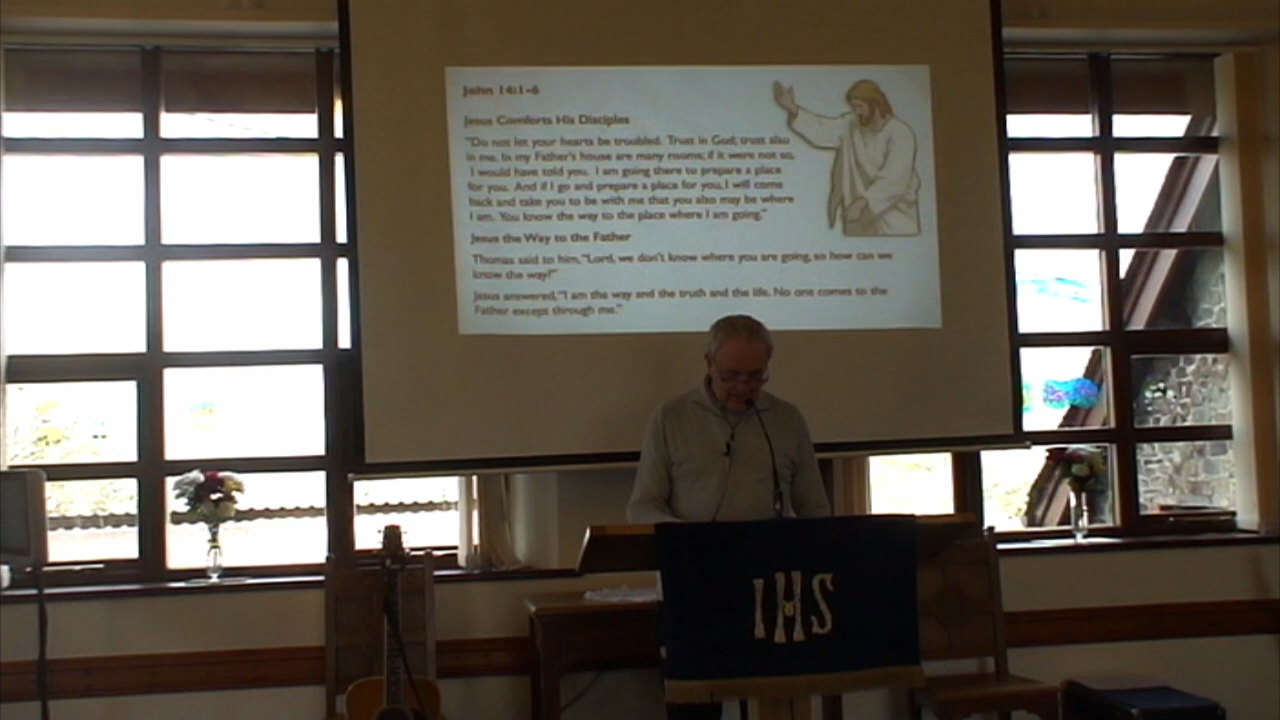 John 14:1-6
Jesus Comforts His Disciples
"Do not let your hearts be troubled. Trust in God; trust also
in me. In my Father's house are many rooms; if it were not so,
I would have told you. I am going there to prepare a place
for you. And if I go and prepare a place for you, I will come
back and take you to be with me that you also may be where
I am. You know the way to the place where I am going."
Jesus the Way to the Father
Thomas said to him, "Lord, we don't know where you are going, so how can we
know the way?"
Jesus answered, "I am the way and the truth and the life. No one comes to the
Father except through me."
IHS